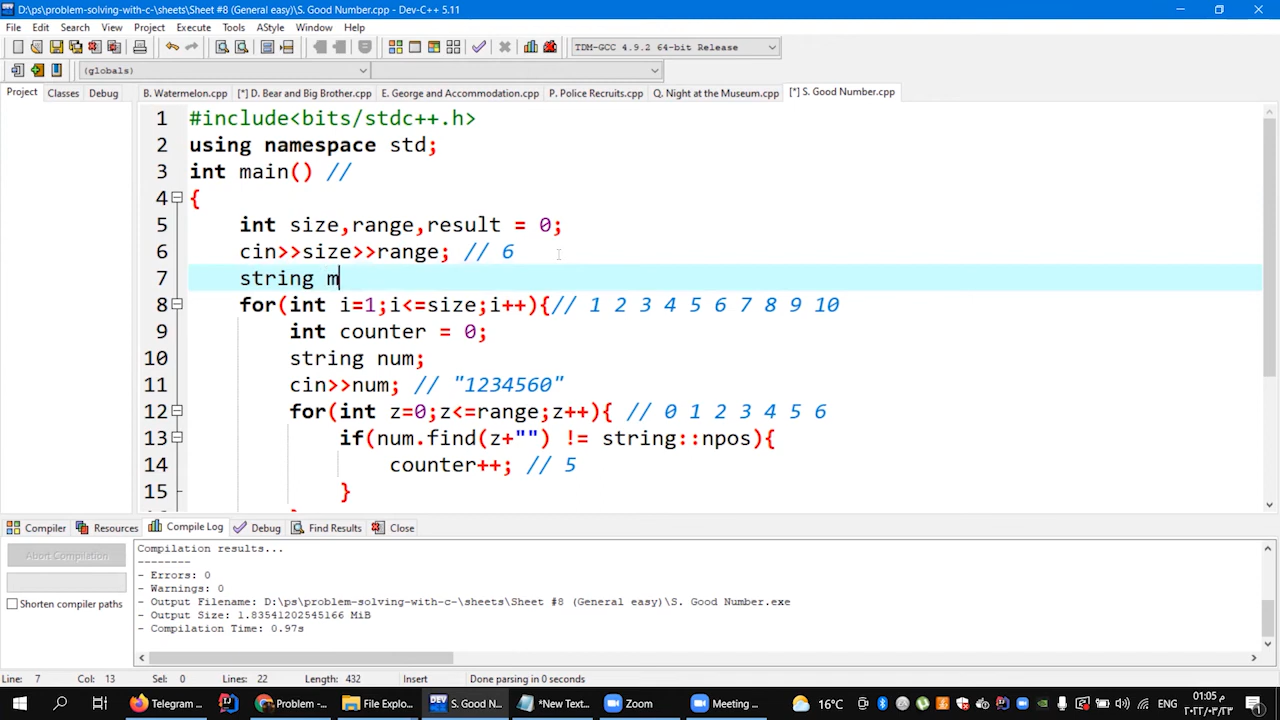 D:\ps\problem-solving-with-c-\sheets\Sheet #8 (General easy)\S. Good Number.cpp - Dev-C++ 5.11
File Edit Search View Project Execute Tools AStyle Window Help
TDM-GCC 4.9.2 64-bit Release
(globals)
Project Classes Debug B. Watermelon.cpp [*] D. Bear and Big Brother.cpp E. George and Accommodation.cpp P. Police Recruits.cpp Q. Night at the Museum.cpp [*] S. Good Number.cpp
1 #include<bits/stdc++.h>
2 using namespace std;
3 int main() //
4 {
5 int size,range,result = 0;
6 cin>>size>>range; // 6
7 string m
8 for(int i=1;i<=size;i++){// 1 2 3 4 5 6 7 8 9 10
9 int counter = 0;
10 string num;
11 cin>>num; // "1234560"
12 for(int z=0;z<=range;z++){ // 0 1 2 3 4 5 6
13 if(num.find(z+"") != string::npos){
14 counter++; // 5
15 }
Compiler Resources Compile Log Debug Find Results Close
Abort Compilation
Shorten compiler paths
Compilation results...
--------
- Errors: 0
- Warnings: 0
- Output Filename: D:\ps\problem-solving-with-c-\sheets\Sheet #8 (General easy)\S. Good Number.exe
- Output Size: 1.83541202545166 MiB
- Compilation Time: 0.97s
Line: 7 Col: 13 Sel: 0 Lines: 22 Length: 432 Insert Done parsing in 0 seconds
Telegram ... Problem -... File Explo... S. Good N... *New Text... Zoom Meeting ... 16°C
01:05 م